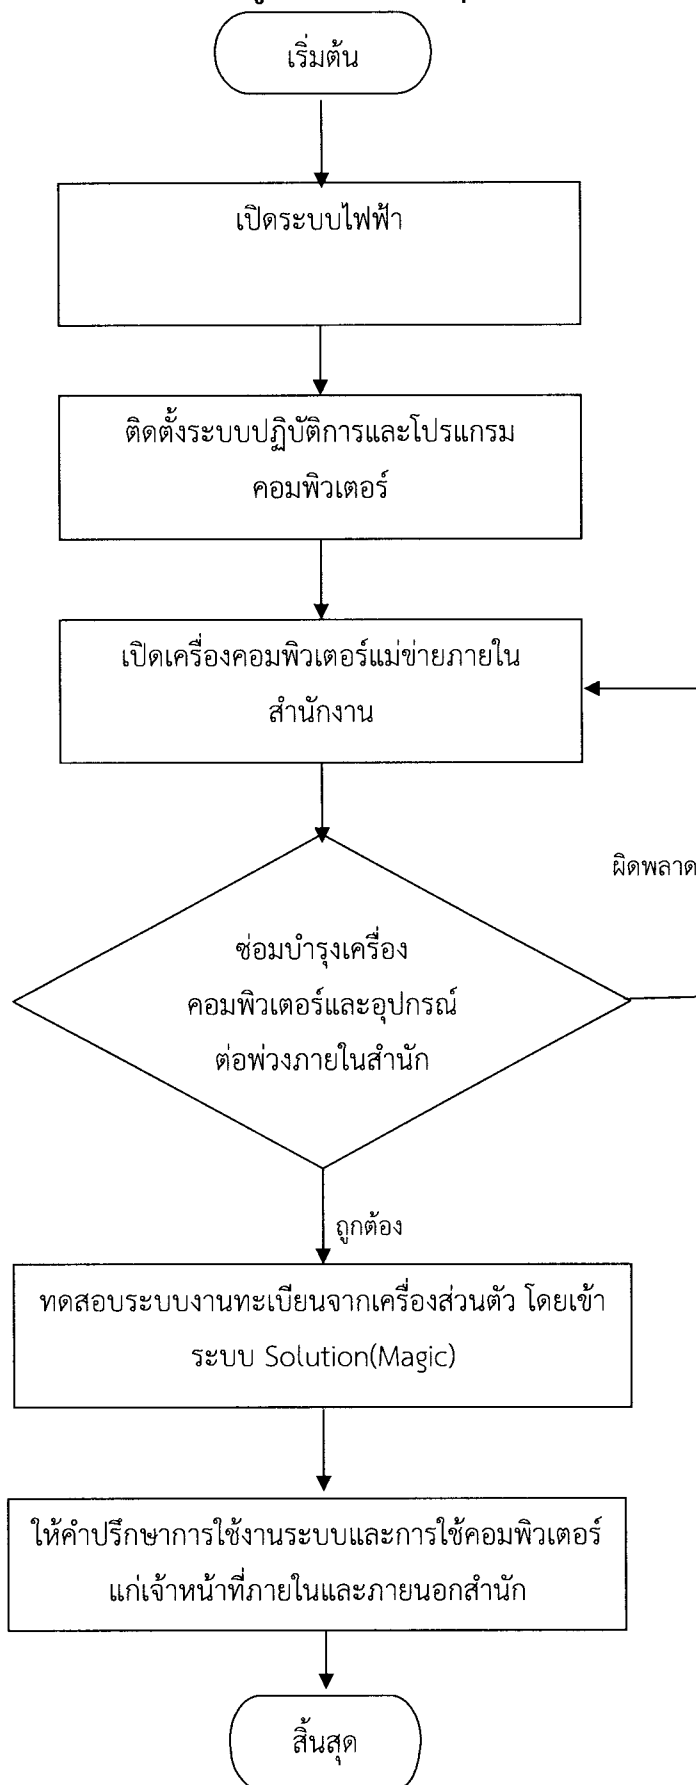 เริ่มต้น
เปิดระบบไฟฟ้า
ติดตั้งระบบปฏิบัติการและโปรแกรม
คอมพิวเตอร์
เปิดเครื่องคอมพิวเตอร์แม่ข่ายภายใน
สำนักงาน
ผิดพลาด
ซ่อมบำรุงเครื่อง
คอมพิวเตอร์และอุปกรณ์
ต่อพ่วงภายในสำนัก
ถูกต้อง
ทดสอบระบบงานทะเบียนจากเครื่องส่วนตัว โดยเข้า
ระบบ Solution(Magic)
ให้คำปรึกษาการใช้งานระบบและการใช้คอมพิวเตอร์
แก่เจ้าหน้าที่ภายในและภายนอกสำนัก
สิ้นสุด